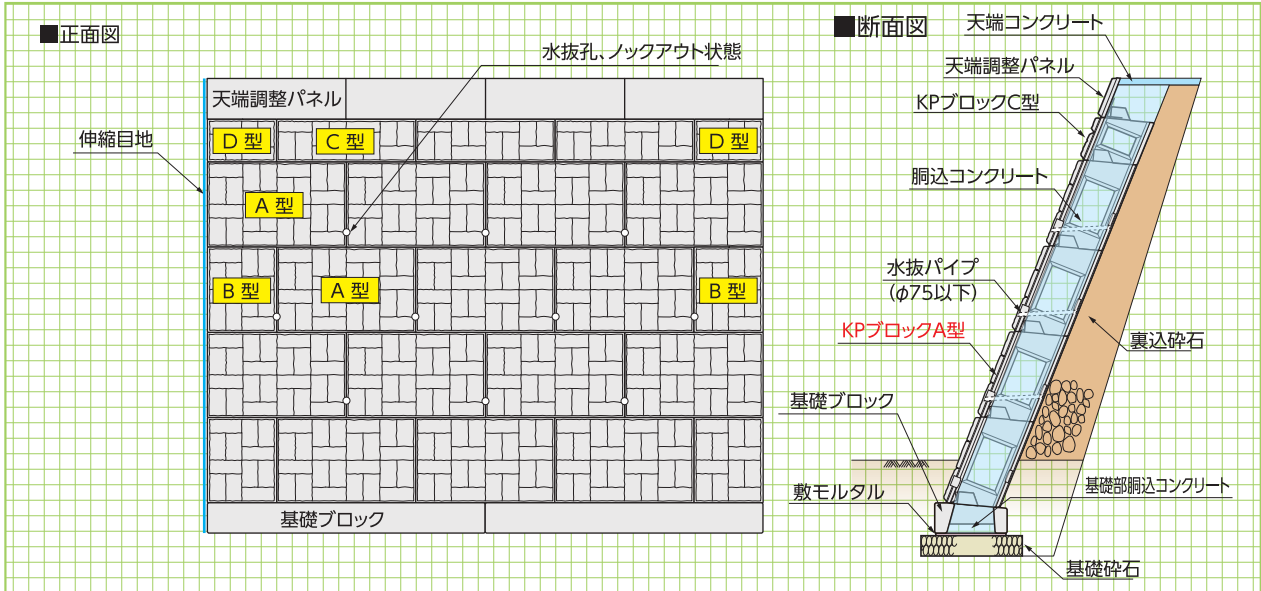 ■正面図
水抜孔、ノックアウト状態
天端調整パネル
伸縮目地
D 型
C 型
D 型
A 型
B 型
A 型
B 型
基礎ブロック
■断面図
天端コンクリート
天端調整パネル
KPブロックC型
胴込コンクリート
水抜パイプ
(φ75以下)
KPブロックA型
裏込砕石
基礎ブロック
敷モルタル
基礎部胴込コンクリート
基礎砕石